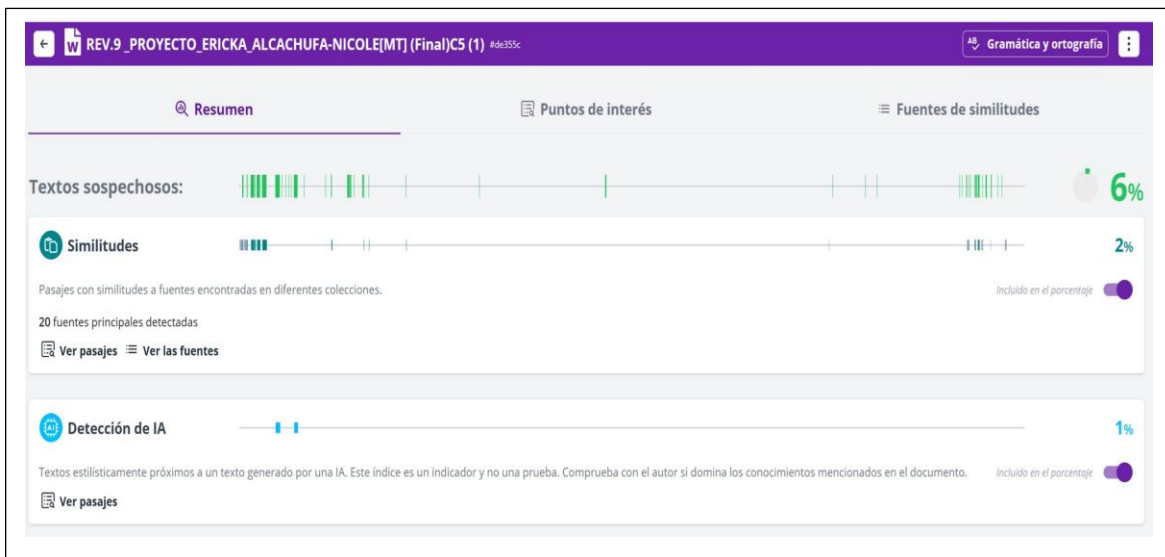 REV.9 _PROYECTO_ERICKA_ALCACHUFA-NICOLE[MT] (Final)C5 (1) #de355c
Gramática y ortografía
Resumen
Puntos de interés
Fuentes de similitudes
Textos sospechosos:
6%
Similitudes
2%
Pasajes con similitudes a fuentes encontradas en diferentes colecciones.
Incluido en el porcentaje
20 fuentes principales detectadas
Ver pasajes Ver las fuentes
Detección de IA
1%
Textos estilísticamente próximos a un texto generado por una IA. Este índice es un indicador y no una prueba. Comprueba con el autor si domina los conocimientos mencionados en el documento.
Incluido en el porcentaje
Ver pasajes